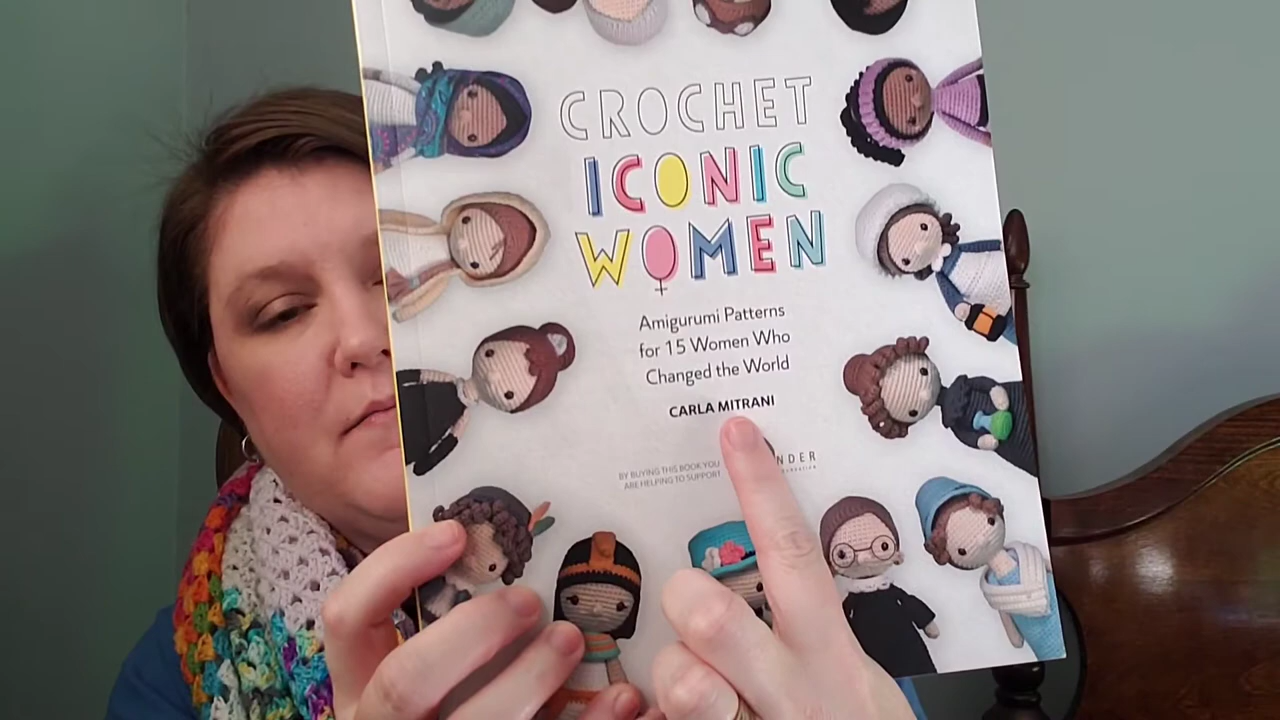 CROCHET
ICONIC
WOMEN
Amigurumi Patterns
for 15 Women Who
Changed the World
CARLA MITRANI
BY BUYING THIS BOOK YOU
ARE HELPING TO SUPPORT
NDER